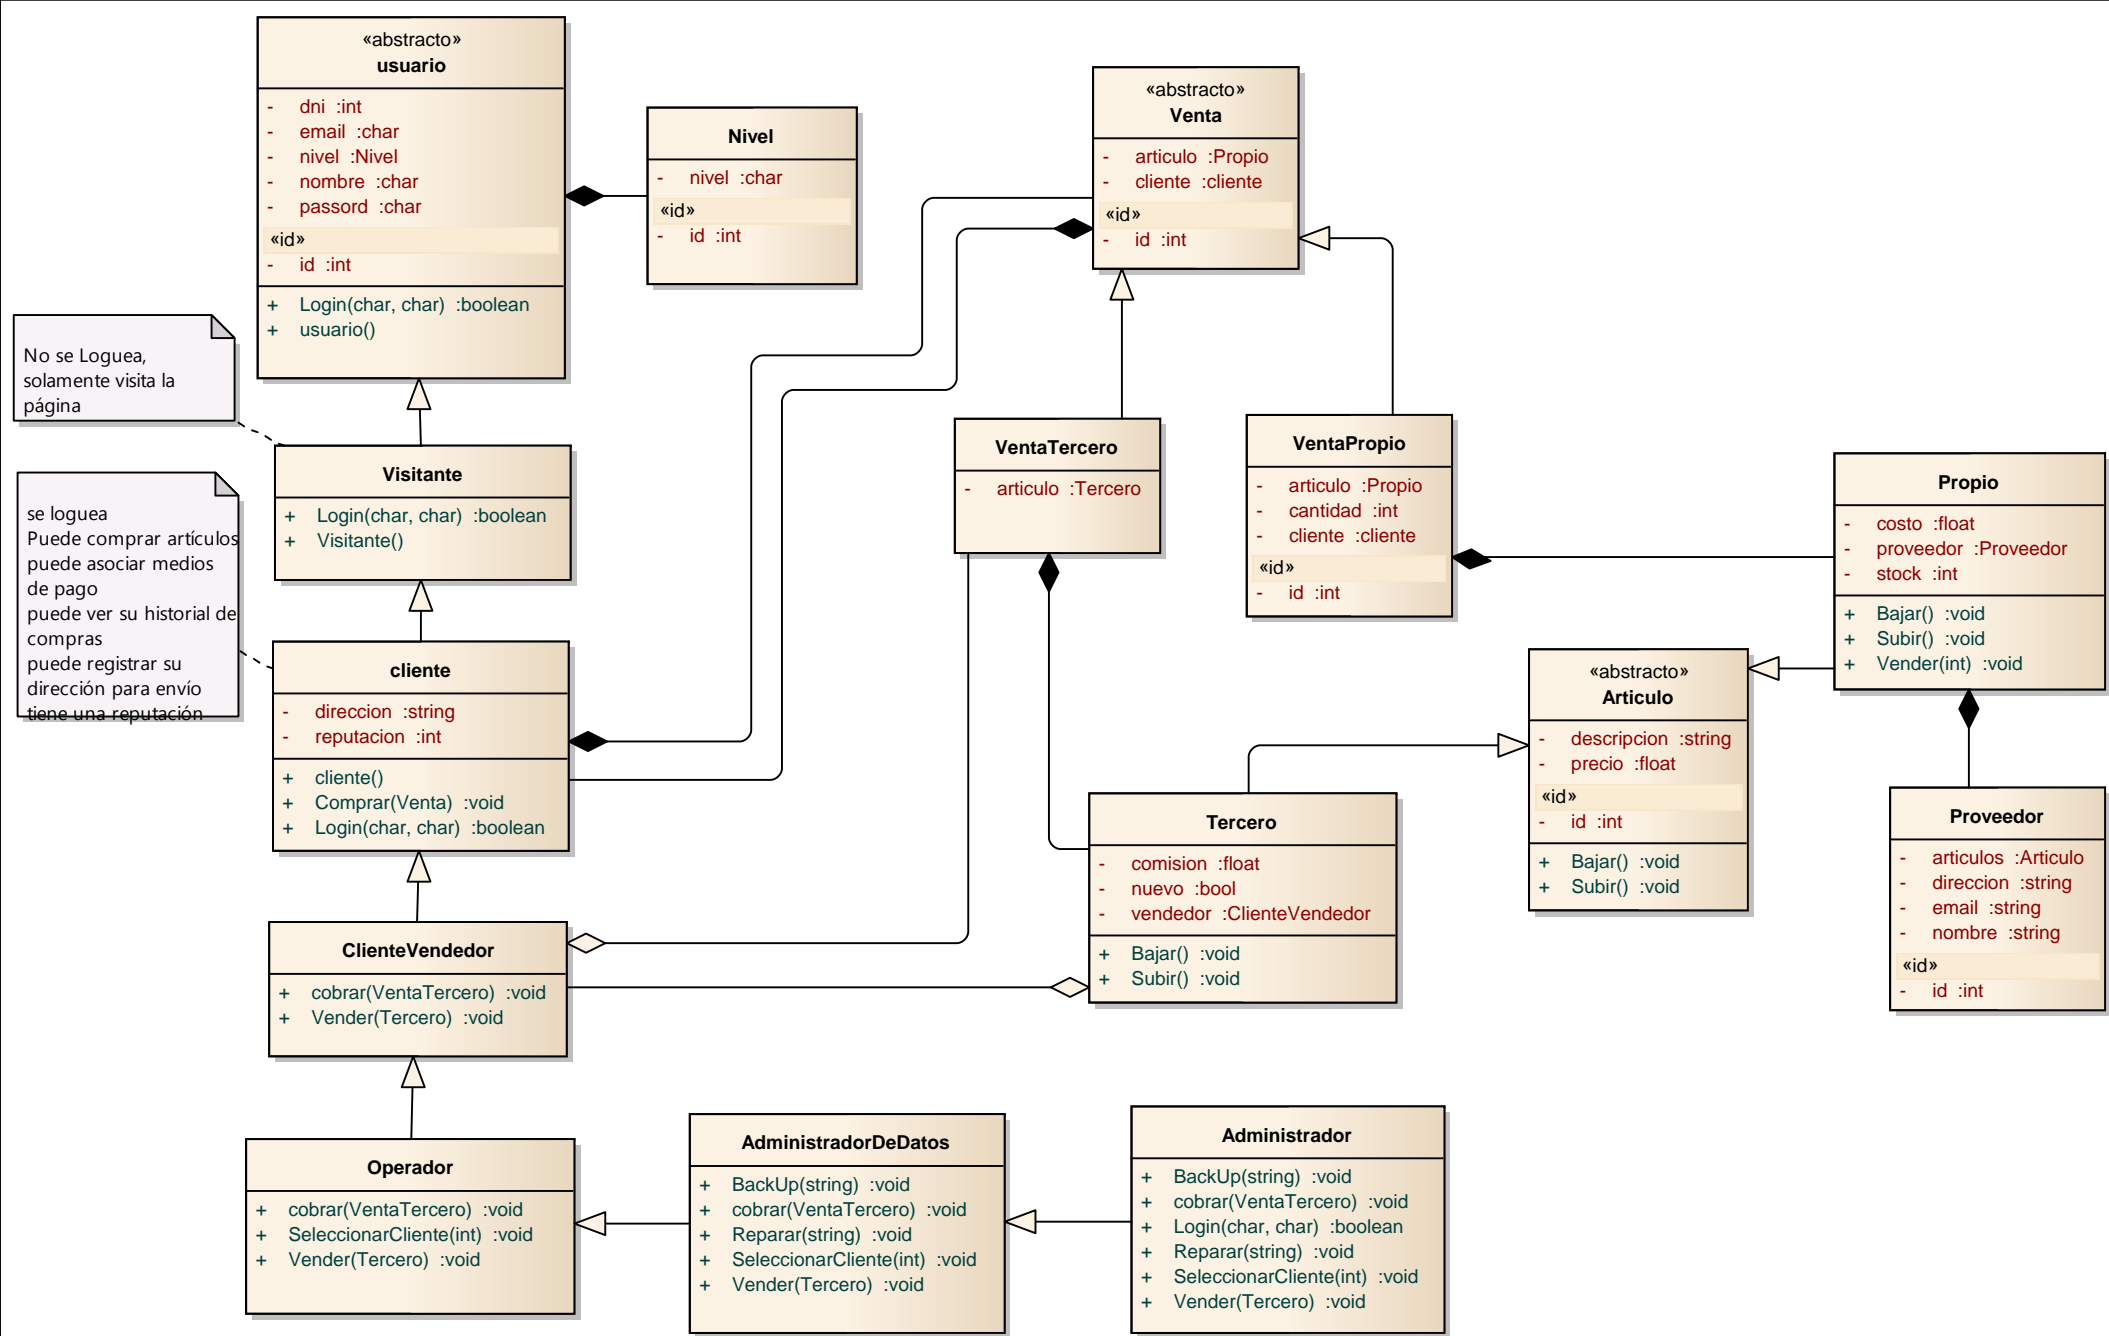 «abstracto»
usuario
- dni :int
- email :char
- nivel :Nivel
- nombre :char
- passord :char
«id»
- id :int
+ Login(char, char) :boolean
+ usuario()
Nivel
- nivel :char
«id»
- id :int
«abstracto»
Venta
- articulo :Propio
- cliente :cliente
«id»
- id :int
No se Loguea,
solamente visita la
página
Visitante
+ Login(char, char) :boolean
+ Visitante()
se loguea
Puede comprar artículos
puede asociar medios
de pago
puede ver su historial de
compras
puede registrar su
dirección para envío
tiene una reputación
cliente
- direccion :string
- reputacion :int
+ cliente()
+ Comprar(Venta) :void
+ Login(char, char) :boolean
VentaTercero
- articulo :Tercero
VentaPropio
- articulo :Propio
- cantidad :int
- cliente :cliente
«id»
- id :int
Propio
- costo :float
- proveedor :Proveedor
- stock :int
+ Bajar() :void
+ Subir() :void
+ Vender(int) :void
«abstracto»
Articulo
- descripcion :string
- precio :float
«id»
- id :int
+ Bajar() :void
+ Subir() :void
Proveedor
- articulos :Articulo
- direccion :string
- email :string
- nombre :string
«id»
- id :int
Tercero
- comision :float
- nuevo :bool
- vendedor :ClienteVendedor
+ Bajar() :void
+ Subir() :void
ClienteVendedor
+ cobrar(VentaTercero) :void
+ Vender(Tercero) :void
Operador
+ cobrar(VentaTercero) :void
+ SeleccionarCliente(int) :void
+ Vender(Tercero) :void
AdministradorDeDatos
+ BackUp(string) :void
+ cobrar(VentaTercero) :void
+ Reparar(string) :void
+ SeleccionarCliente(int) :void
+ Vender(Tercero) :void
Administrador
+ BackUp(string) :void
+ cobrar(VentaTercero) :void
+ Login(char, char) :boolean
+ Reparar(string) :void
+ SeleccionarCliente(int) :void
+ Vender(Tercero) :void